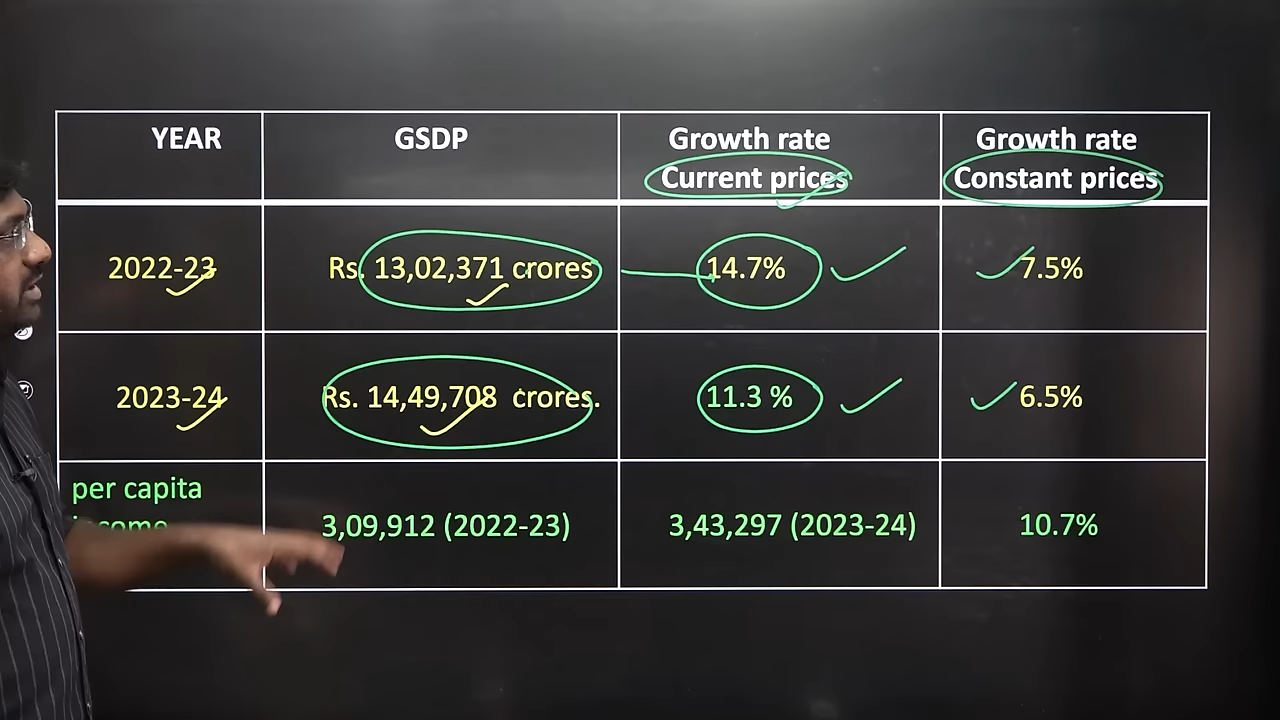 YEAR
GSDP
Growth rate
Current prices
Growth rate
Constant prices
2022-23
Rs. 13,02,371 crores
14.7%
7.5%
2023-24
Rs. 14,49,708 crores.
11.3 %
6.5%
per capita
3,09,912 (2022-23)
3,43,297 (2023-24)
10.7%